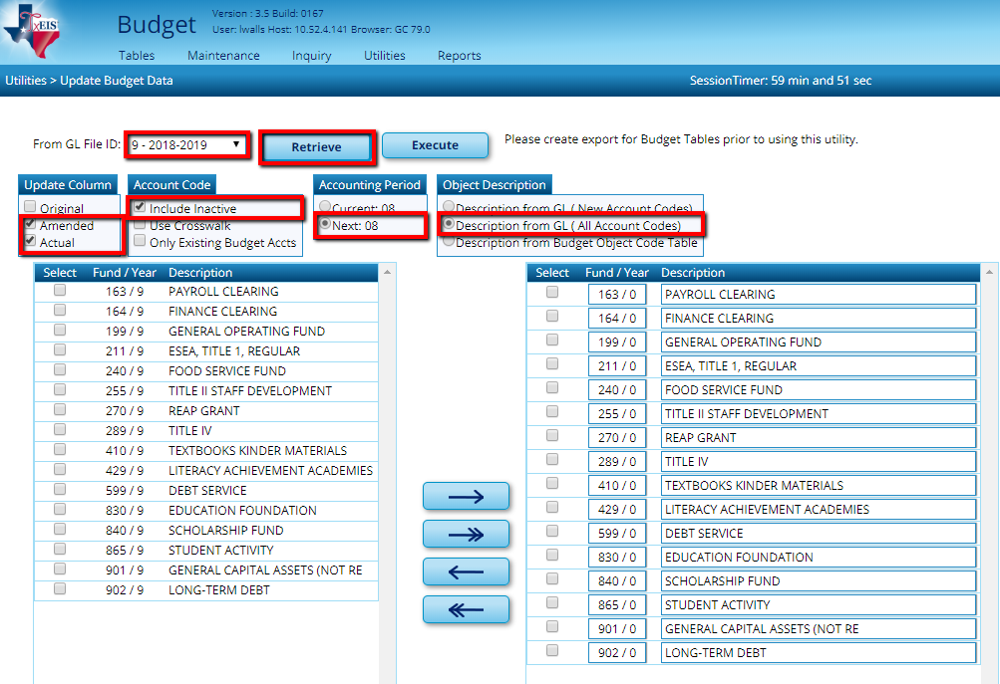 TxEIS
Budget
Version : 3.5 Build: 0167
User: lwalls Host: 10.52.4.141 Browser: GC 79.0
Tables Maintenance Inquiry Utilities Reports
Utilities > Update Budget Data SessionTimer: 59 min and 51 sec
From GL File ID: 9 - 2018-2019 Retrieve Execute Please create export for Budget Tables prior to using this utility.
Update Column Account Code Accounting Period Object Description
Original Include Inactive Current: 08 Description from GL ( New Account Codes)
Amended Use Crosswalk Next: 08 Description from GL ( All Account Codes)
Actual Only Existing Budget Accts Description from Budget Object Code Table
Select Fund / Year Description
163 / 9 PAYROLL CLEARING
164 / 9 FINANCE CLEARING
199 / 9 GENERAL OPERATING FUND
211 / 9 ESEA, TITLE 1, REGULAR
240 / 9 FOOD SERVICE FUND
255 / 9 TITLE II STAFF DEVELOPMENT
270 / 9 REAP GRANT
289 / 9 TITLE IV
410 / 9 TEXTBOOKS KINDER MATERIALS
429 / 9 LITERACY ACHIEVEMENT ACADEMIES
599 / 9 DEBT SERVICE
830 / 9 EDUCATION FOUNDATION
840 / 9 SCHOLARSHIP FUND
865 / 9 STUDENT ACTIVITY
901 / 9 GENERAL CAPITAL ASSETS (NOT RE
902 / 9 LONG-TERM DEBT
Select Fund / Year Description
163 / 0 PAYROLL CLEARING
164 / 0 FINANCE CLEARING
199 / 0 GENERAL OPERATING FUND
211 / 0 ESEA, TITLE 1, REGULAR
240 / 0 FOOD SERVICE FUND
255 / 0 TITLE II STAFF DEVELOPMENT
270 / 0 REAP GRANT
289 / 0 TITLE IV
410 / 0 TEXTBOOKS KINDER MATERIALS
429 / 0 LITERACY ACHIEVEMENT ACADEMIES
599 / 0 DEBT SERVICE
830 / 0 EDUCATION FOUNDATION
840 / 0 SCHOLARSHIP FUND
865 / 0 STUDENT ACTIVITY
901 / 0 GENERAL CAPITAL ASSETS (NOT RE
902 / 0 LONG-TERM DEBT